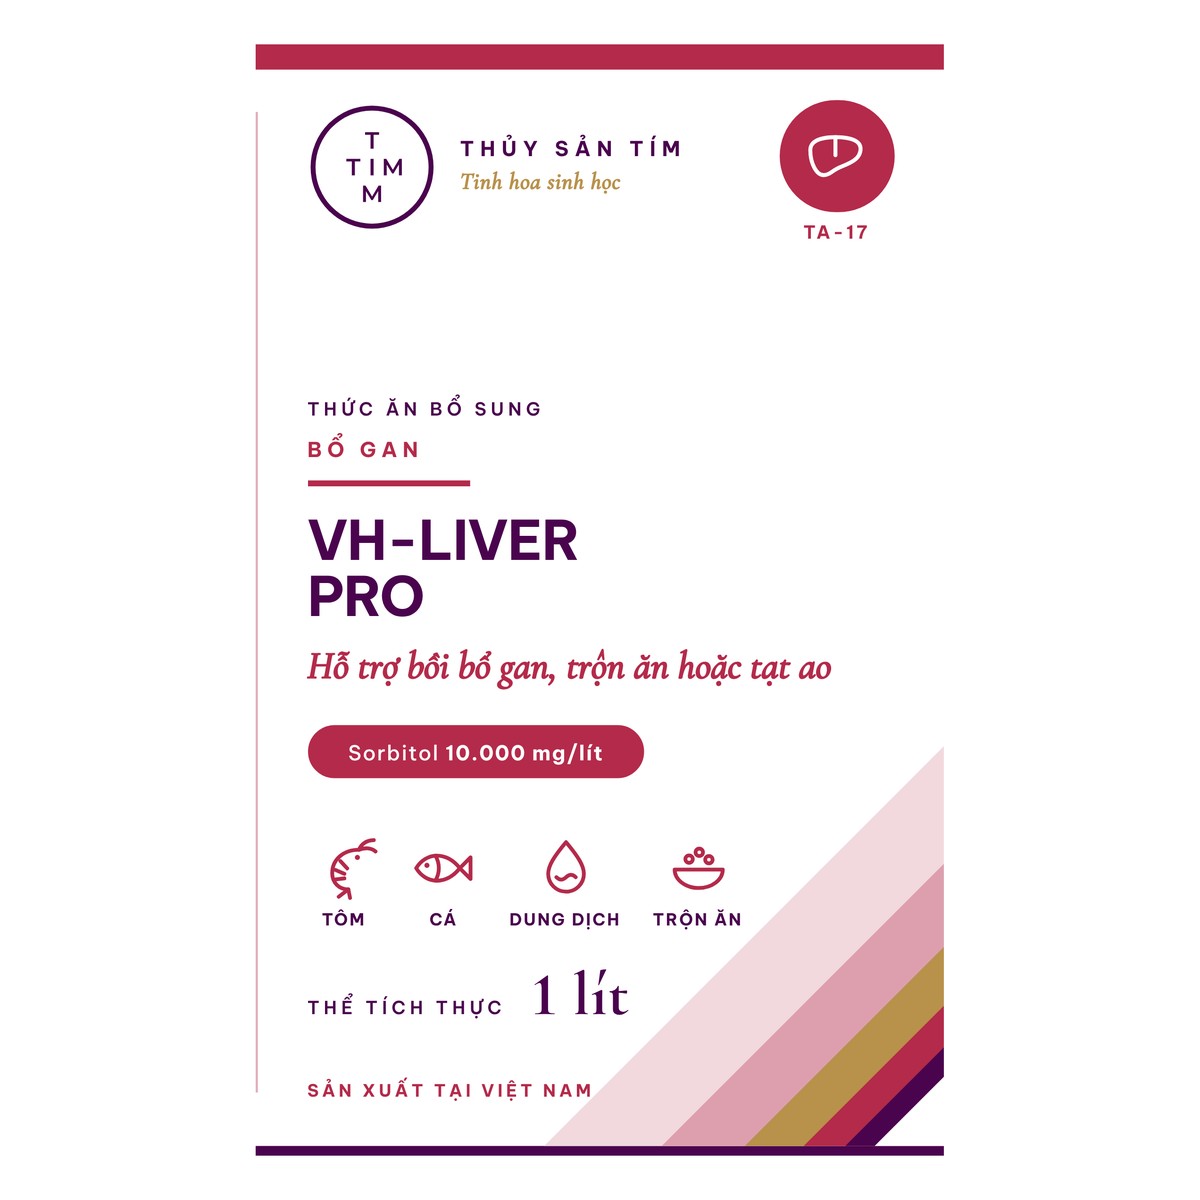 T
TIM
M
THỦY SẢN TÍM
Tinh hoa sinh học
TA-17
THỨC ĂN BỔ SUNG
BỔ GAN
VH-LIVER
PRO
Hỗ trợ bồi bổ gan, trộn ăn hoặc tạt ao
Sorbitol 10.000 mg/lít
TÔM
CÁ
DUNG DỊCH
TRỘN ĂN
THỂ TÍCH THỰC 1 lít
SẢN XUẤT TẠI VIỆT NAM